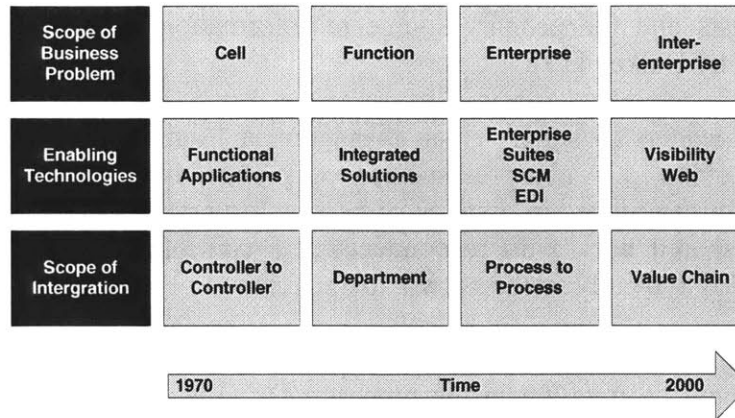 Scope of
Business
Problem
Cell
Function
Enterprise
Inter-
enterprise
Enabling
Technologies
Functional
Applications
Integrated
Solutions
Enterprise
Suites
SCM
EDI
Visibility
Web
Scope of
Intergration
Controller to
Controller
Department
Process to
Process
Value Chain
1970 Time 2000